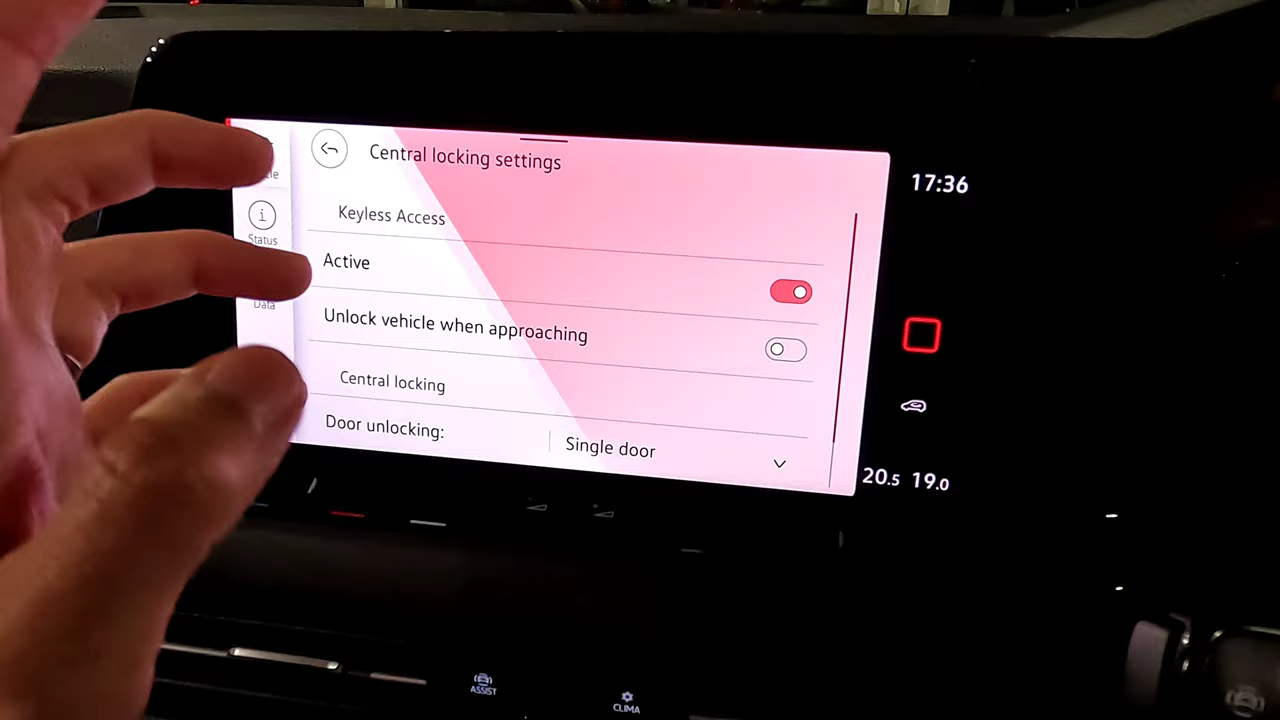 Central locking settings
17:36
Keyless Access
Status
Active
Data
Unlock vehicle when approaching
Central locking
Door unlocking:
Single door
20.5 19.0
ASSIST
CLIMA